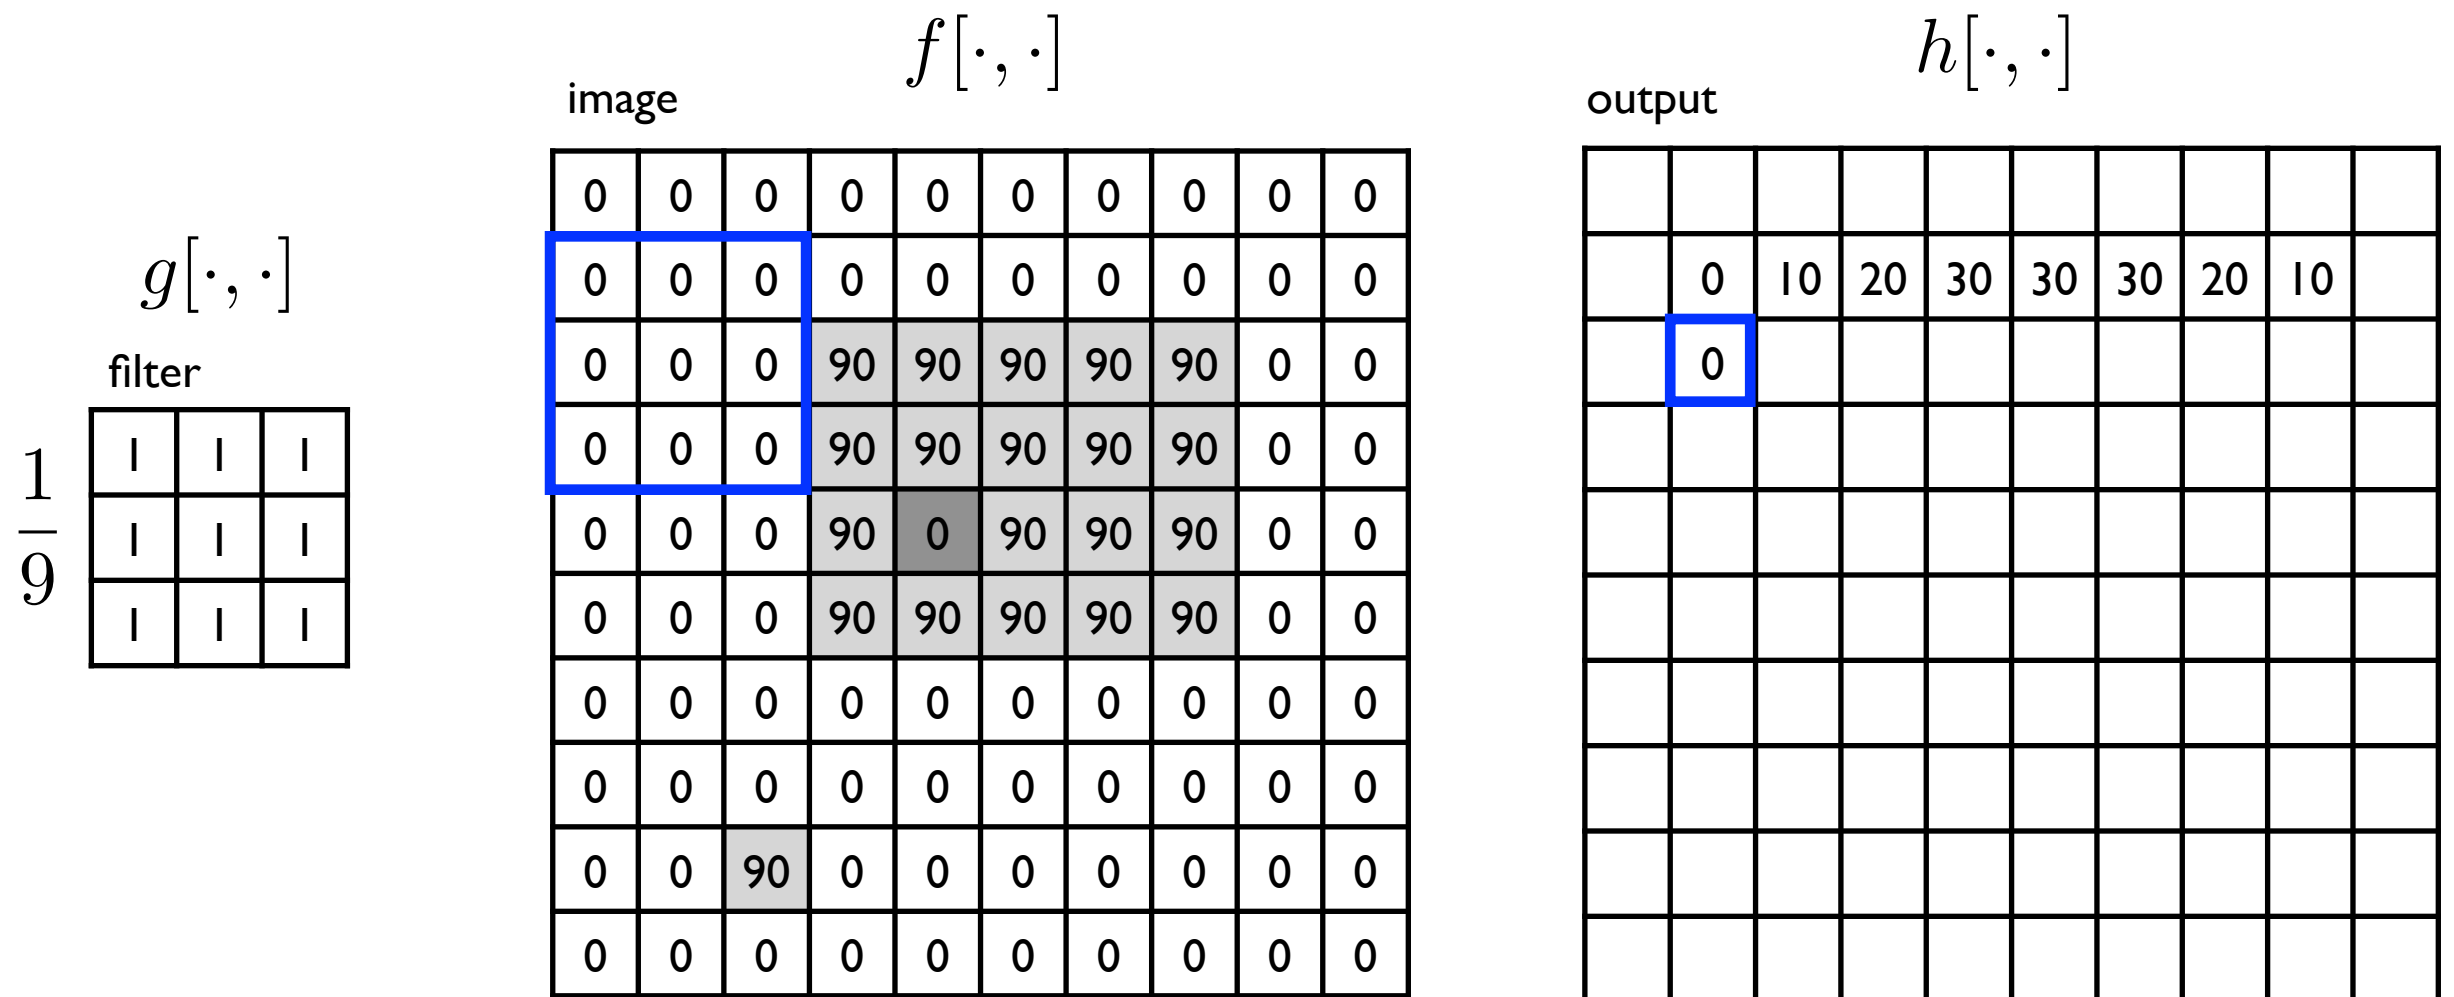 f[·, ·]
h[·, ·]
image
output
g[·, ·]
filter
1/9
1 1 1
1 1 1
1 1 1
0 0 0 0 0 0 0 0 0 0
0 0 0 0 0 0 0 0 0 0
0 0 0 90 90 90 90 90 0 0
0 0 0 90 90 90 90 90 0 0
0 0 0 90 0 90 90 90 0 0
0 0 0 90 90 90 90 90 0 0
0 0 0 0 0 0 0 0 0 0
0 0 0 0 0 0 0 0 0 0
0 0 90 0 0 0 0 0 0 0
0 0 0 0 0 0 0 0 0 0
0 10 20 30 30 30 20 10
0